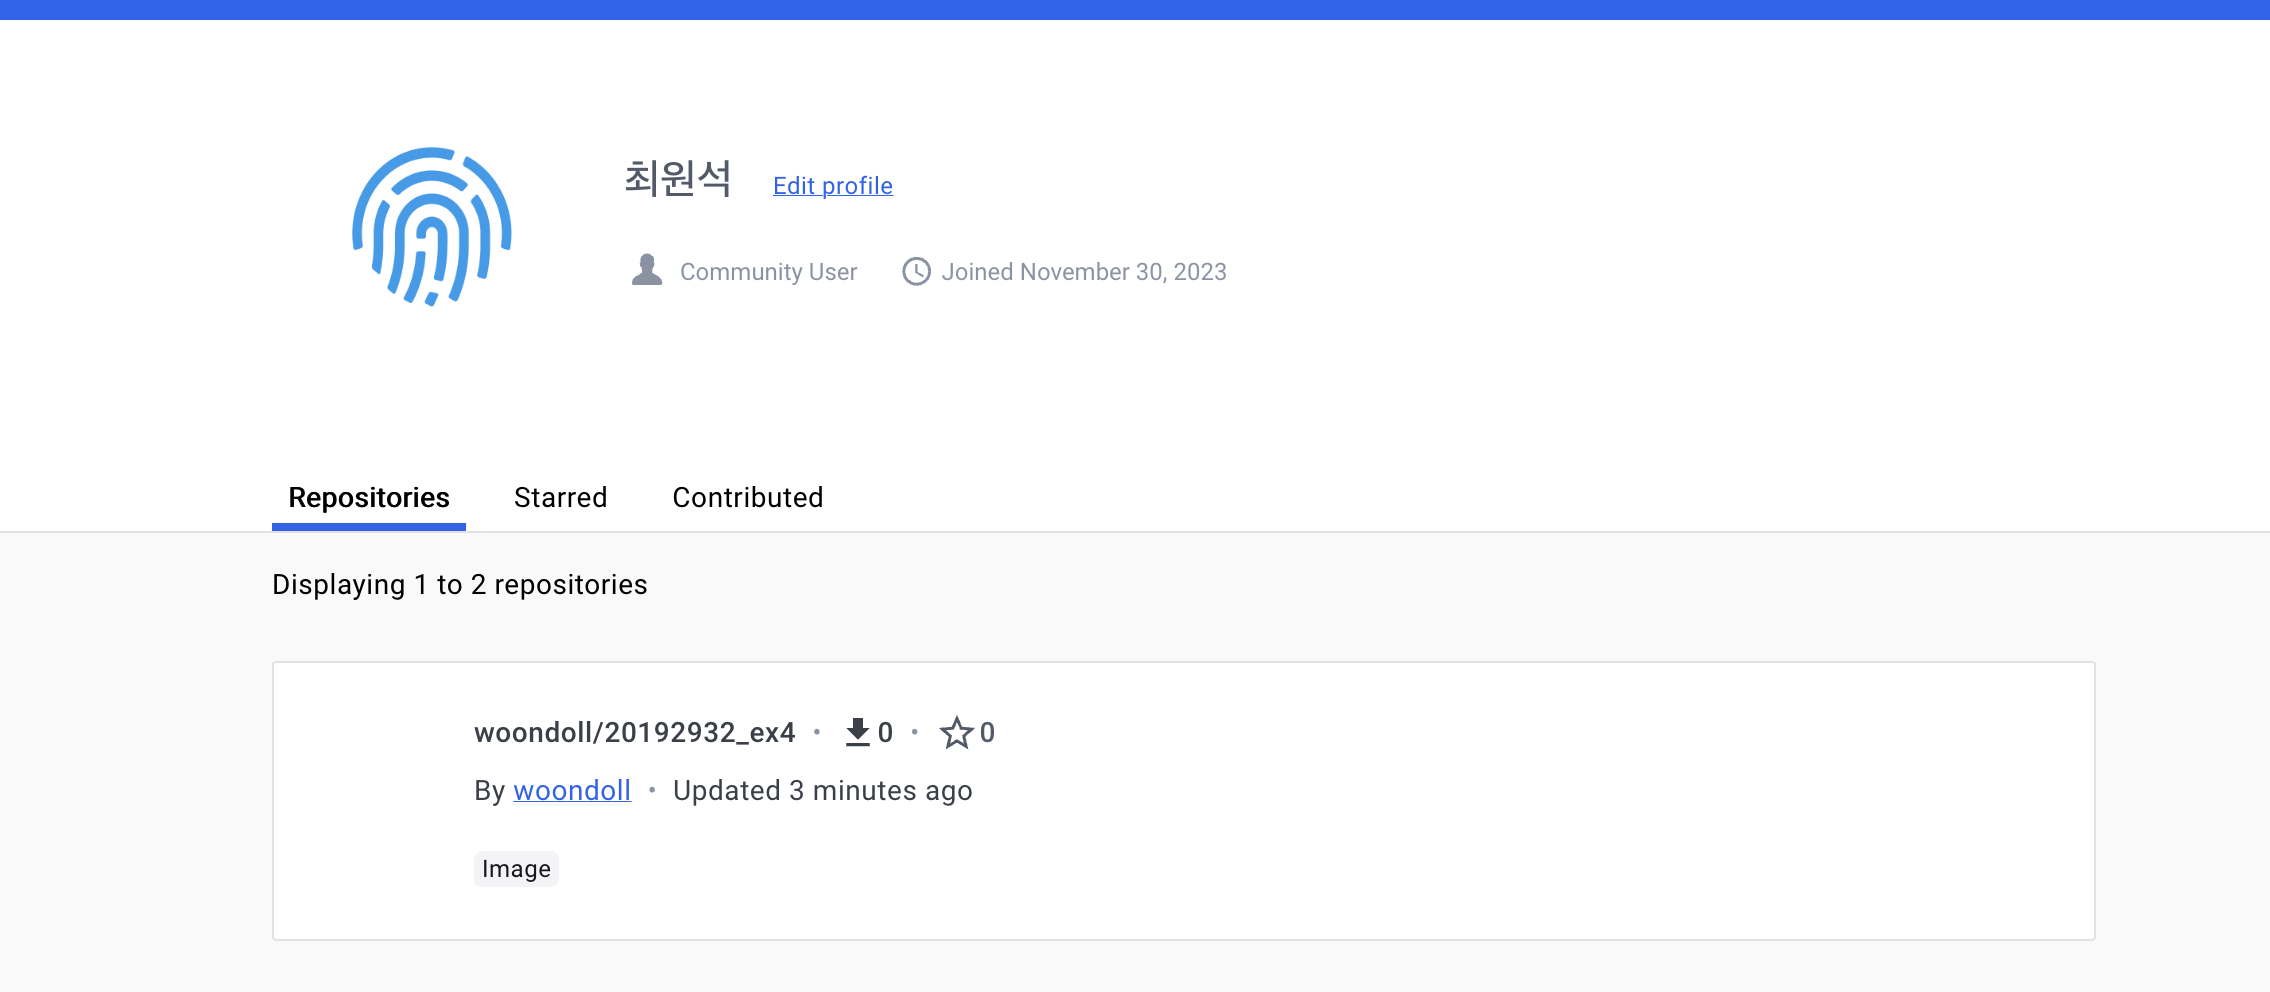 최원석 Edit profile
Community User Joined November 30, 2023
Repositories Starred Contributed
Displaying 1 to 2 repositories
woondoll/20192932_ex4 • 0 • 0
By woondoll • Updated 3 minutes ago
Image